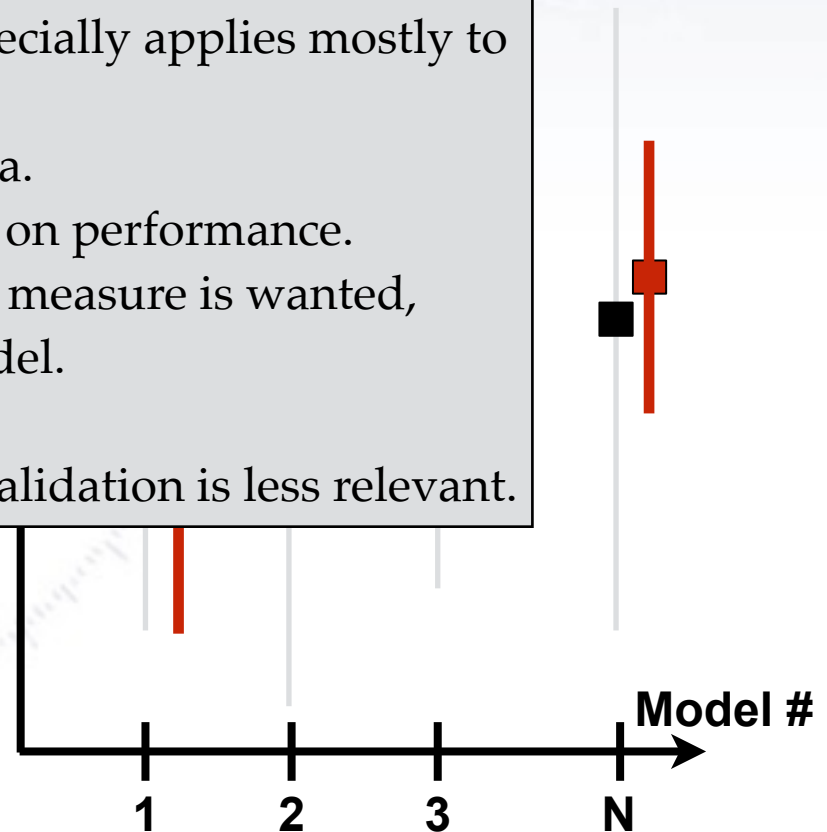 ecially applies mostly to
a.
on performance.
measure is wanted,
del.
alidation is less relevant.
Model #
1 2 3 N